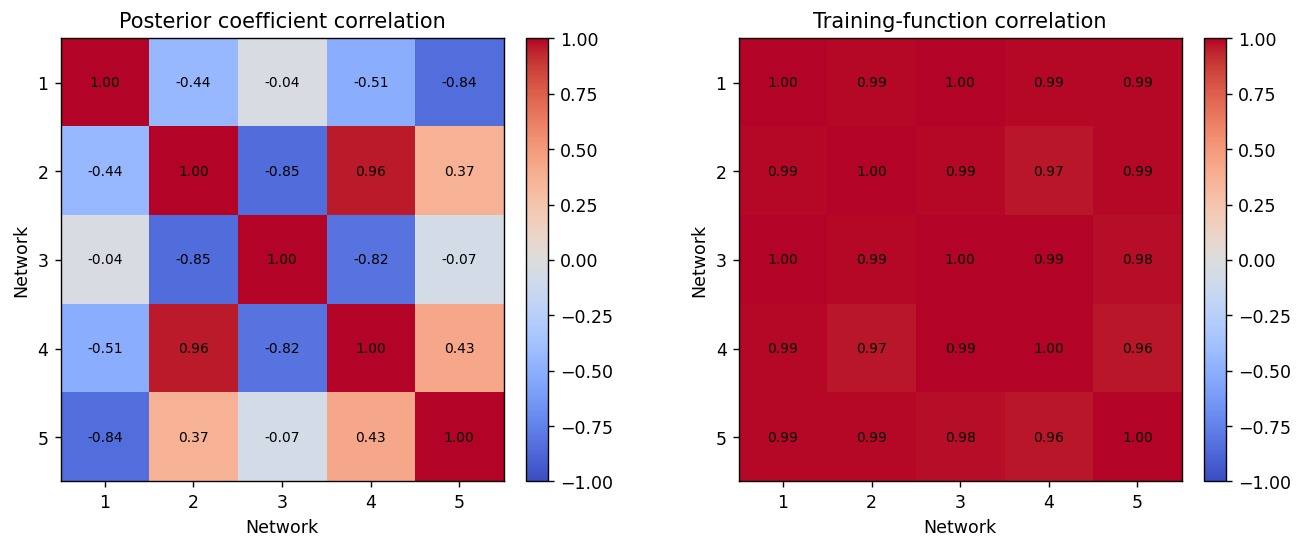 Posterior coefficient correlation
Network
1 1.00 -0.44 -0.04 -0.51 -0.84
2 -0.44 1.00 -0.85 0.96 0.37
3 -0.04 -0.85 1.00 -0.82 -0.07
4 -0.51 0.96 -0.82 1.00 0.43
5 -0.84 0.37 -0.07 0.43 1.00
1 2 3 4 5
Network
1.00
0.75
0.50
0.25
0.00
−0.25
−0.50
−0.75
−1.00
Training-function correlation
Network
1 1.00 0.99 1.00 0.99 0.99
2 0.99 1.00 0.99 0.97 0.99
3 1.00 0.99 1.00 0.99 0.98
4 0.99 0.97 0.99 1.00 0.96
5 0.99 0.99 0.98 0.96 1.00
1 2 3 4 5
Network
1.00
0.75
0.50
0.25
0.00
−0.25
−0.50
−0.75
−1.00